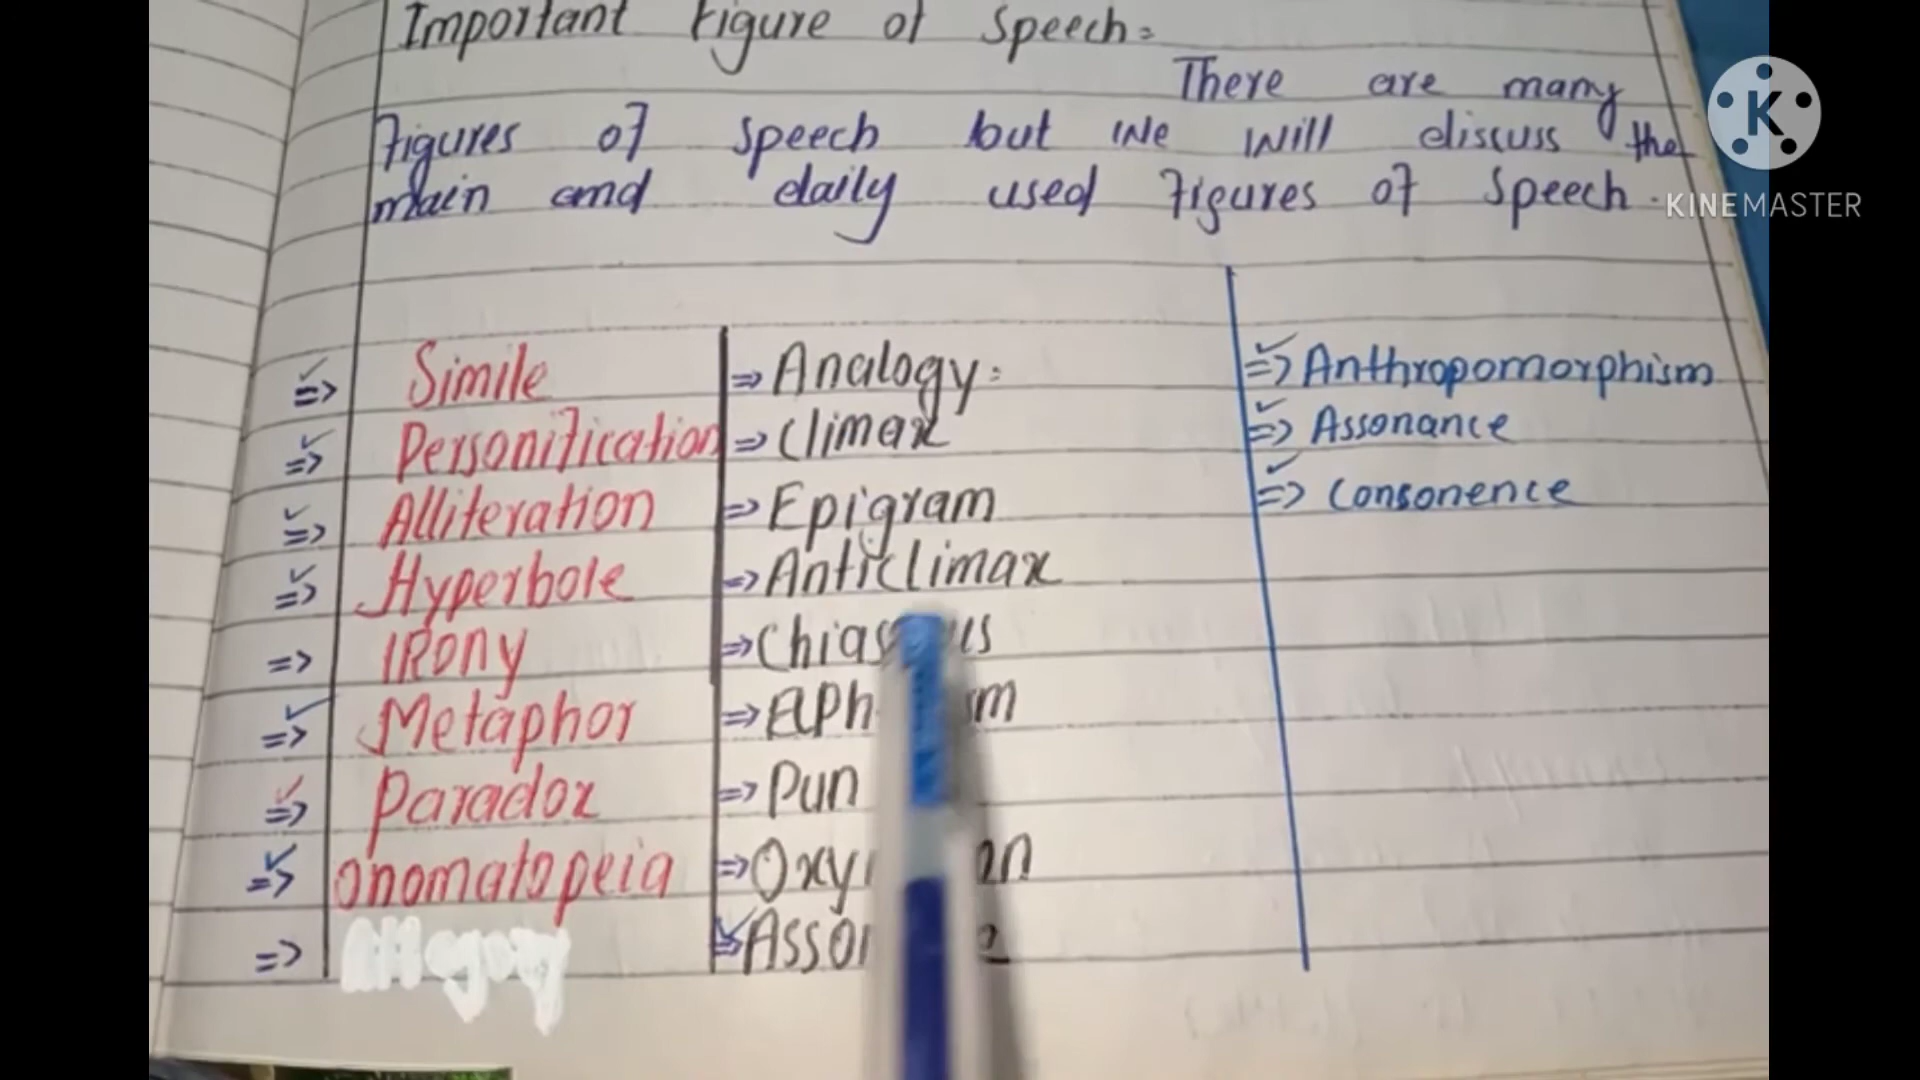 Important Figure of Speech=
There are many
Figures of speech but we will discuss the
main and daily used Figures of Speech.
=> Simile
=> Personification
=> Alliteration
=> Hyperbole
=> IRony
=> Metaphor
=> Paradox
=> onomatopeia
=>
=> Analogy=
=> Climax
=> Epigram
=> Anticlimax
=>
=>
=> Pun
=>
=>
=> Anthropomorphism
=> Assonance
=> Consonence
K
KINEMASTER